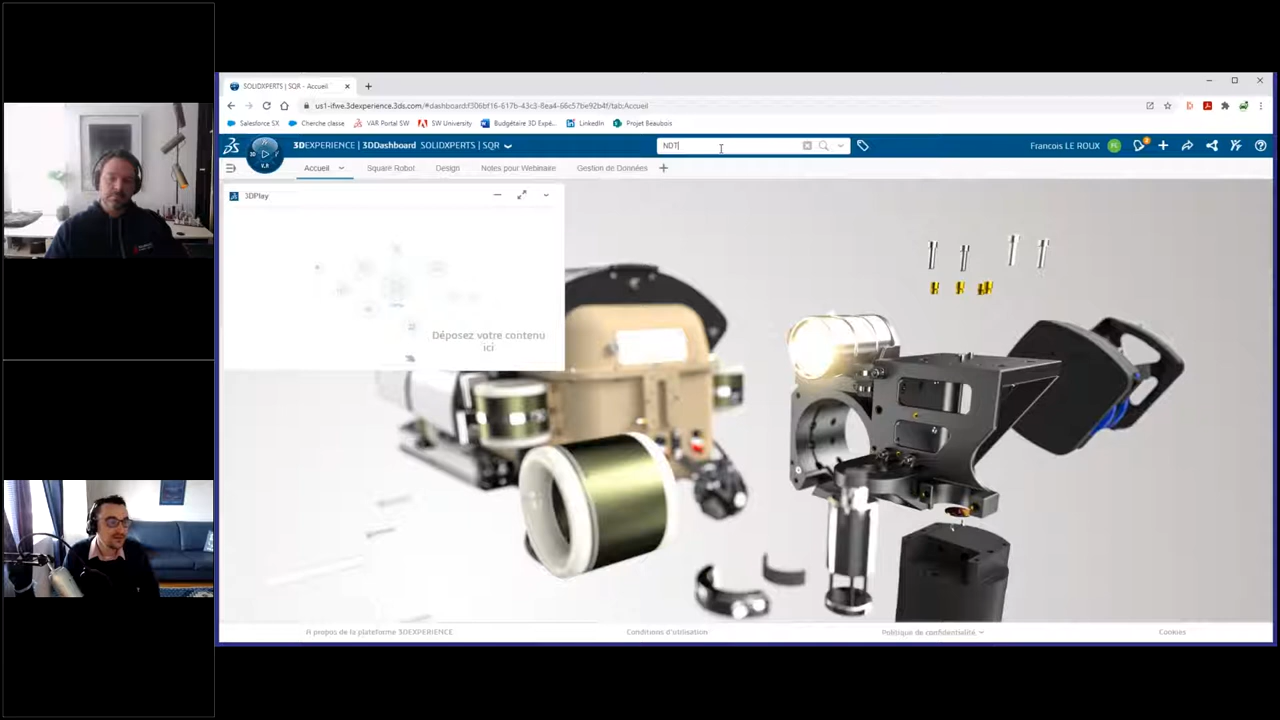 SOLIDXPERTS | SQR - Accueil
us1-ifwe.3dexperience.3ds.com/#dashboard:f306bf16-617b-43c3-8ea4-66c57be92b4f/tab:Accueil
Salesforce SX
Cherche classe
VAR Portal SW
SW University
Budgétaire 3D Expé...
LinkedIn
Projet Beaubois
3DEXPERIENCE | 3DDashboard SOLIDXPERTS | SQR
NDT
Francois LE ROUX
3D
V.R
Accueil
Square Robot
Design
Notes pour Webinaire
Gestion de Données
3DPlay
Déposez votre contenu
ici
A propos de la plateforme 3DEXPERIENCE
Conditions d'utilisation
Politique de confidentialité
Cookies